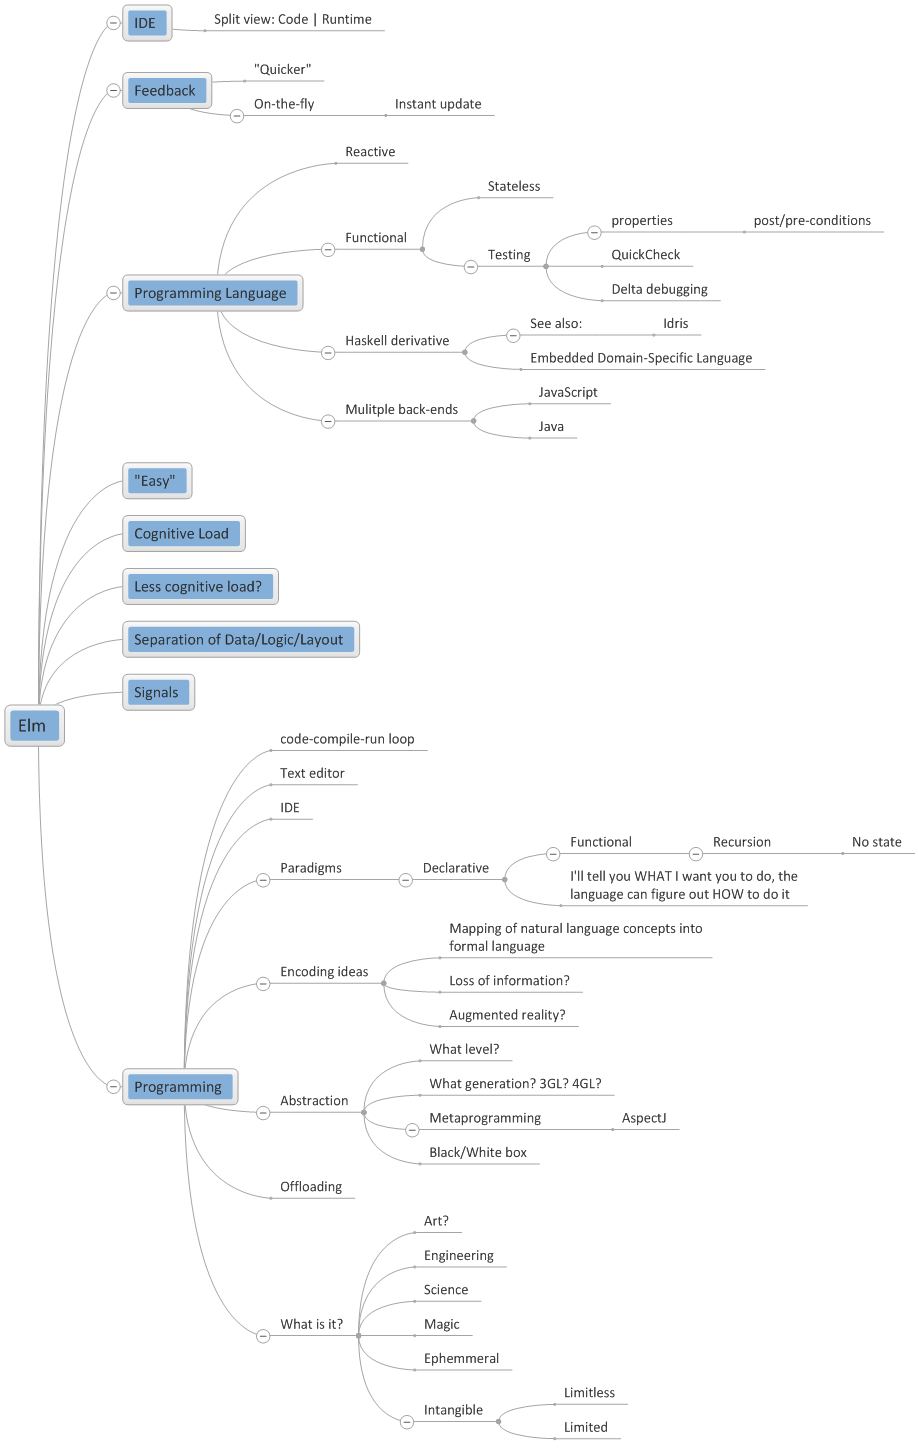 IDE
Split view: Code | Runtime
Feedback
"Quicker"
On-the-fly
Instant update
Programming Language
Reactive
Functional
Stateless
Testing
properties
post/pre-conditions
QuickCheck
Delta debugging
Haskell derivative
See also:
Idris
Embedded Domain-Specific Language
Mulitple back-ends
JavaScript
Java
"Easy"
Cognitive Load
Less cognitive load?
Separation of Data/Logic/Layout
Signals
Elm
Programming
code-compile-run loop
Text editor
IDE
Paradigms
Declarative
Functional
Recursion
No state
I'll tell you WHAT I want you to do, the
language can figure out HOW to do it
Encoding ideas
Mapping of natural language concepts into
formal language
Loss of information?
Augmented reality?
Abstraction
What level?
What generation? 3GL? 4GL?
Metaprogramming
AspectJ
Black/White box
Offloading
What is it?
Art?
Engineering
Science
Magic
Ephemmeral
Intangible
Limitless
Limited